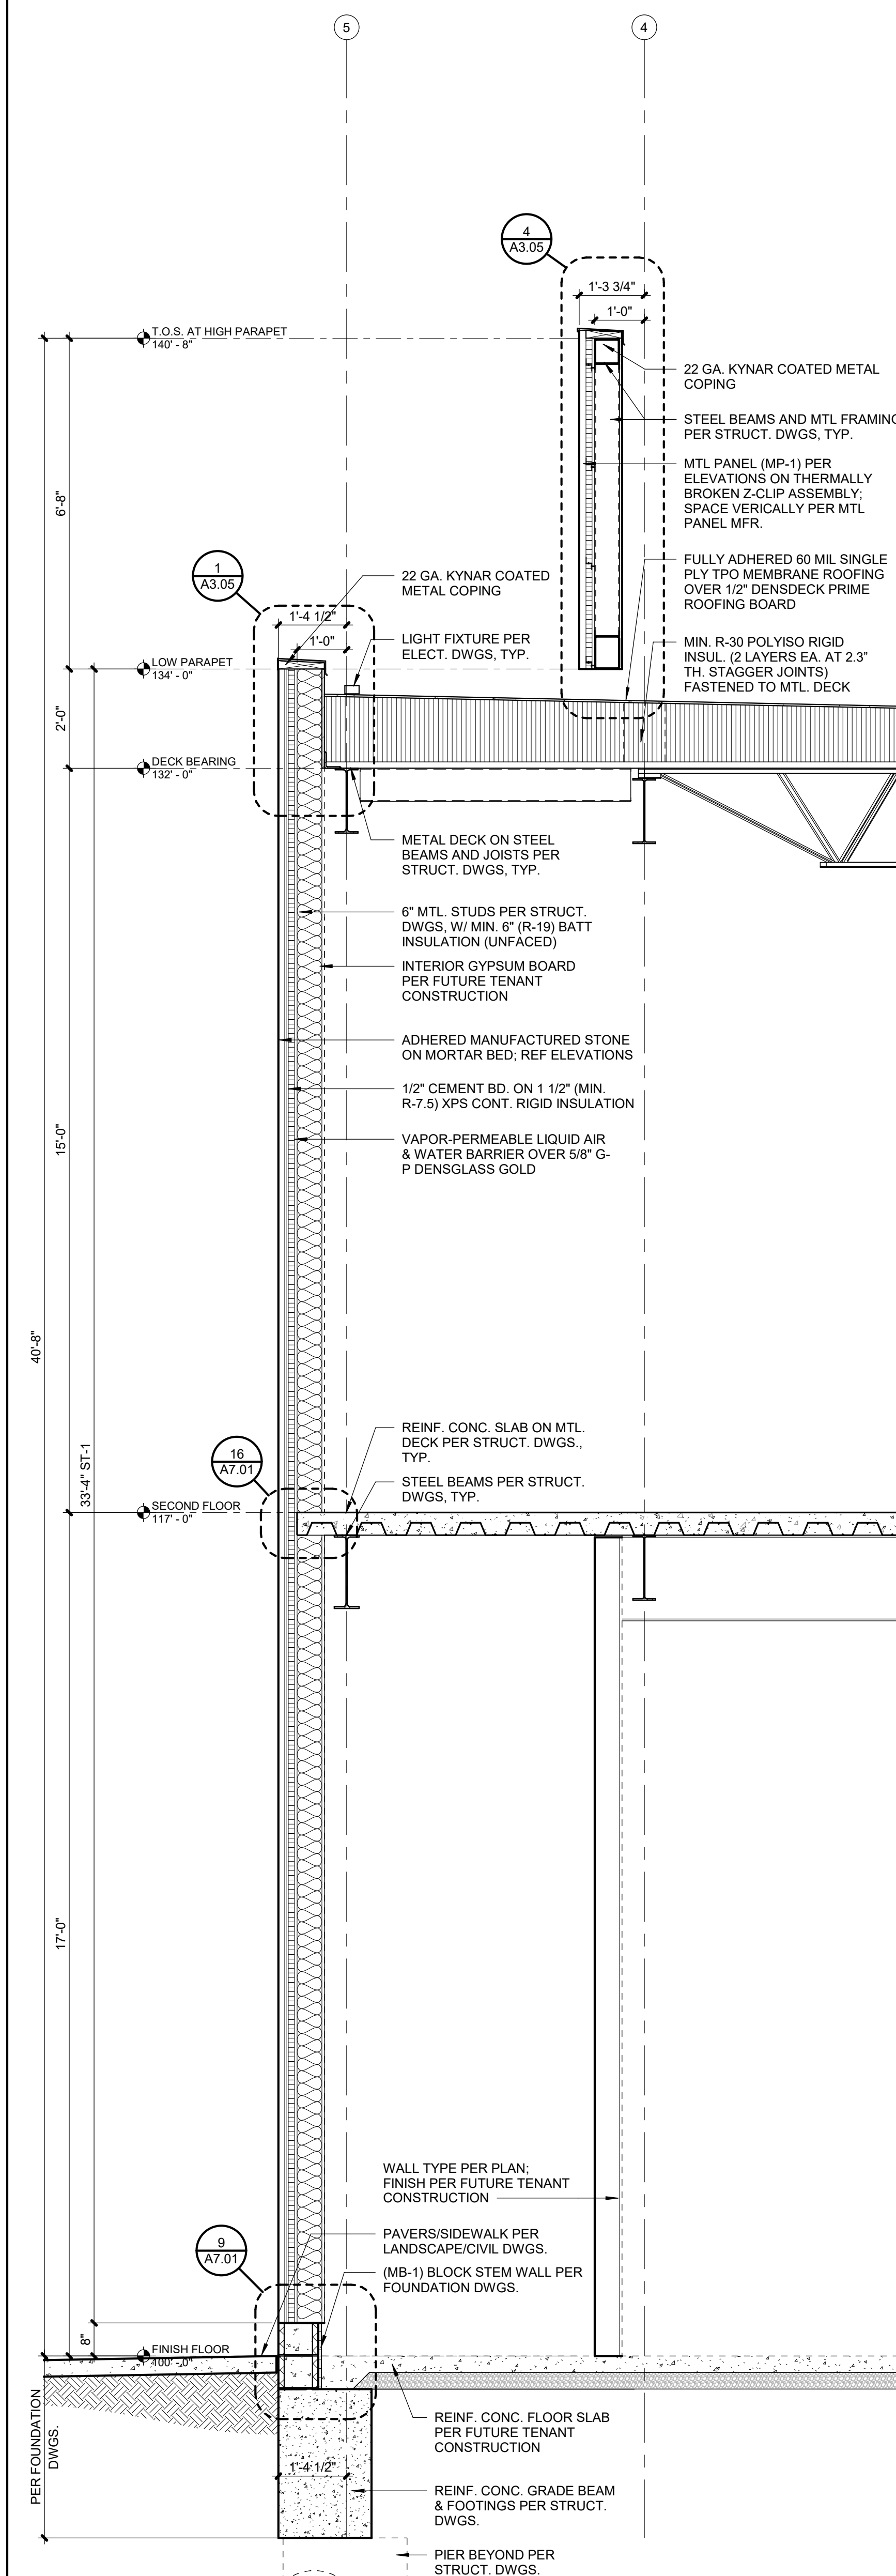 5
4
4
A3.05
1'-3 3/4"
1'-0"
T.O.S. AT HIGH PARAPET
140' - 8"
22 GA. KYNAR COATED METAL
COPING
STEEL BEAMS AND MTL FRAMING
PER STRUCT. DWGS, TYP.
MTL PANEL (MP-1) PER
ELEVATIONS ON THERMALLY
BROKEN Z-CLIP ASSEMBLY;
SPACE VERICALLY PER MTL
PANEL MFR.
6'-8"
1
A3.05
22 GA. KYNAR COATED
METAL COPING
FULLY ADHERED 60 MIL SINGLE
PLY TPO MEMBRANE ROOFING
OVER 1/2" DENSDECK PRIME
ROOFING BOARD
1'-4 1/2"
1'-0"
LIGHT FIXTURE PER
ELECT. DWGS, TYP.
MIN. R-30 POLYISO RIGID
INSUL. (2 LAYERS EA. AT 2.3"
TH. STAGGER JOINTS)
FASTENED TO MTL. DECK
LOW PARAPET
134' - 0"
2'-0"
DECK BEARING
132' - 0"
METAL DECK ON STEEL
BEAMS AND JOISTS PER
STRUCT. DWGS, TYP.
6" MTL. STUDS PER STRUCT.
DWGS, W/ MIN. 6" (R-19) BATT
INSULATION (UNFACED)
INTERIOR GYPSUM BOARD
PER FUTURE TENANT
CONSTRUCTION
ADHERED MANUFACTURED STONE
ON MORTAR BED; REF ELEVATIONS
1/2" CEMENT BD. ON 1 1/2" (MIN.
R-7.5) XPS CONT. RIGID INSULATION
VAPOR-PERMEABLE LIQUID AIR
& WATER BARRIER OVER 5/8" G-
P DENSGLASS GOLD
15'-0"
40'-8"
33'-4" ST-1
REINF. CONC. SLAB ON MTL.
DECK PER STRUCT. DWGS.,
TYP.
16
A7.01
STEEL BEAMS PER STRUCT.
DWGS, TYP.
SECOND FLOOR
117' - 0"
17'-0"
WALL TYPE PER PLAN;
FINISH PER FUTURE TENANT
CONSTRUCTION
9
A7.01
PAVERS/SIDEWALK PER
LANDSCAPE/CIVIL DWGS.
(MB-1) BLOCK STEM WALL PER
FOUNDATION DWGS.
8"
FINISH FLOOR
100' - 0"
PER FOUNDATION
DWGS.
REINF. CONC. FLOOR SLAB
PER FUTURE TENANT
CONSTRUCTION
1'-4 1/2"
REINF. CONC. GRADE BEAM
& FOOTINGS PER STRUCT.
DWGS.
PIER BEYOND PER
STRUCT. DWGS.